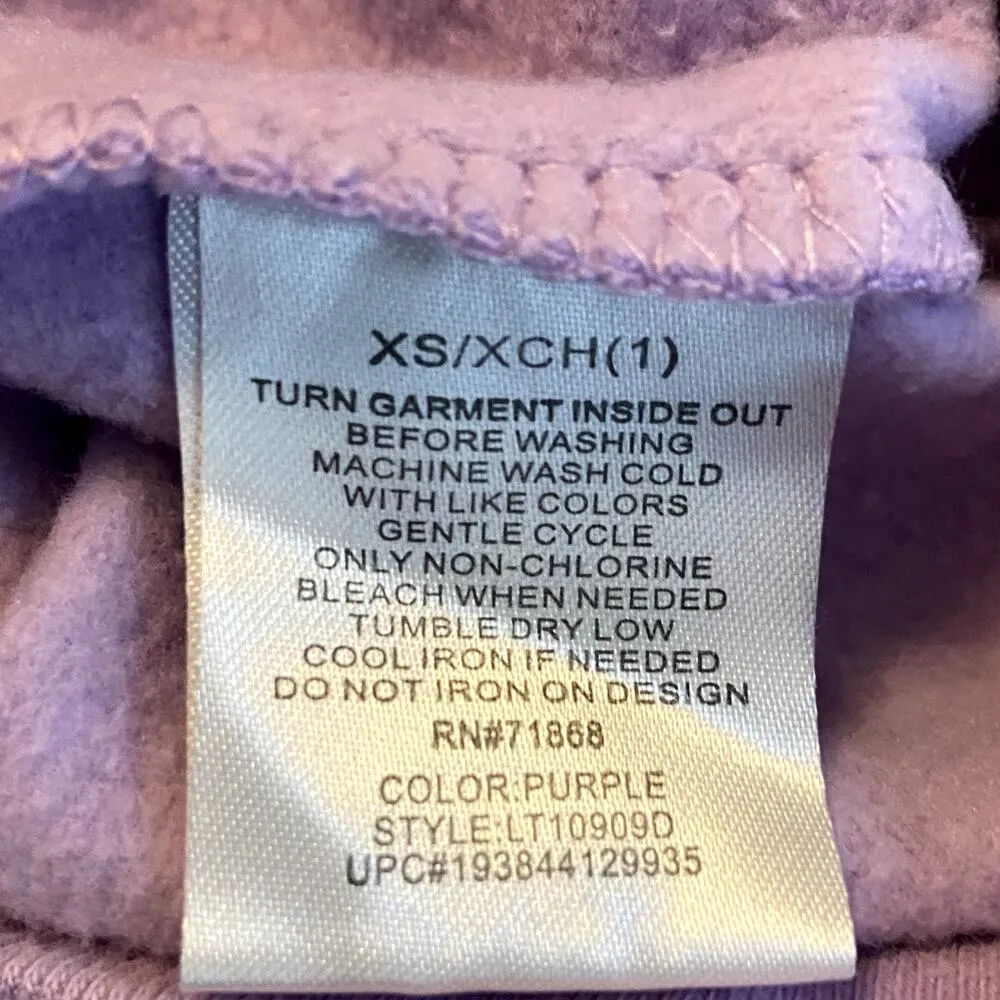 XS/XCH(1)
TURN GARMENT INSIDE OUT
BEFORE WASHING
MACHINE WASH COLD
WITH LIKE COLORS
GENTLE CYCLE
ONLY NON-CHLORINE
BLEACH WHEN NEEDED
TUMBLE DRY LOW
COOL IRON IF NEEDED
DO NOT IRON ON DESIGN
RN#71868
COLOR:PURPLE
STYLE:LT10909D
UPC#193844129935